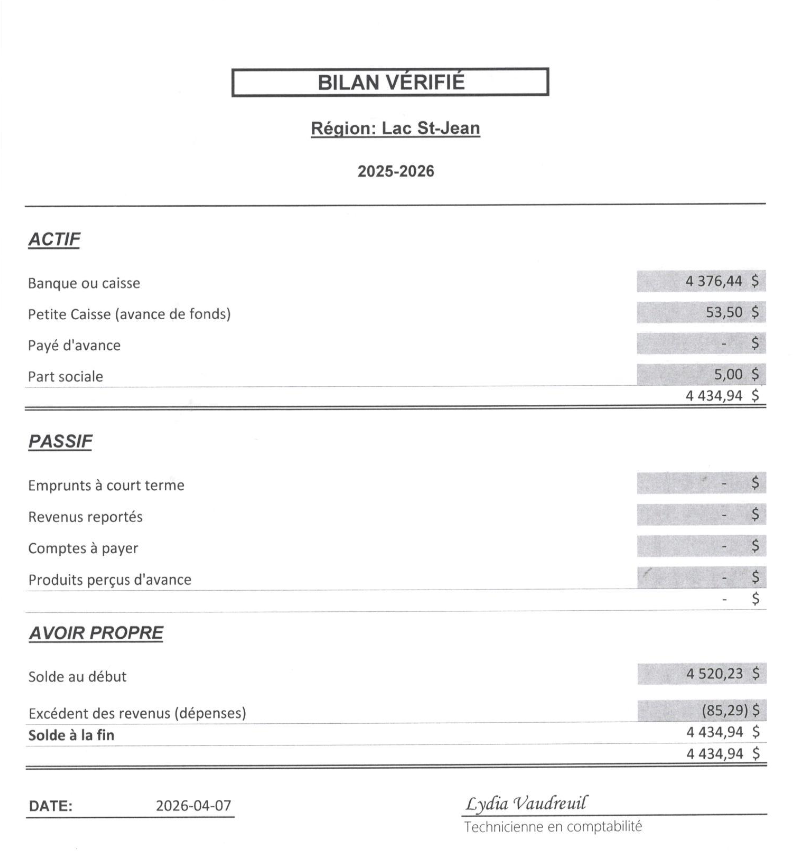 BILAN VÉRIFIÉ
Région: Lac St-Jean
2025-2026
ACTIF
Banque ou caisse 4 376,44 $
Petite Caisse (avance de fonds) 53,50 $
Payé d'avance - $
Part sociale 5,00 $
4 434,94 $
PASSIF
Emprunts à court terme - $
Revenus reportés - $
Comptes à payer - $
Produits perçus d'avance - $
- $
AVOIR PROPRE
Solde au début 4 520,23 $
Excédent des revenus (dépenses) (85,29) $
Solde à la fin 4 434,94 $
4 434,94 $
DATE: 2026-04-07 Lydia Vaudreuil
Technicienne en comptabilité